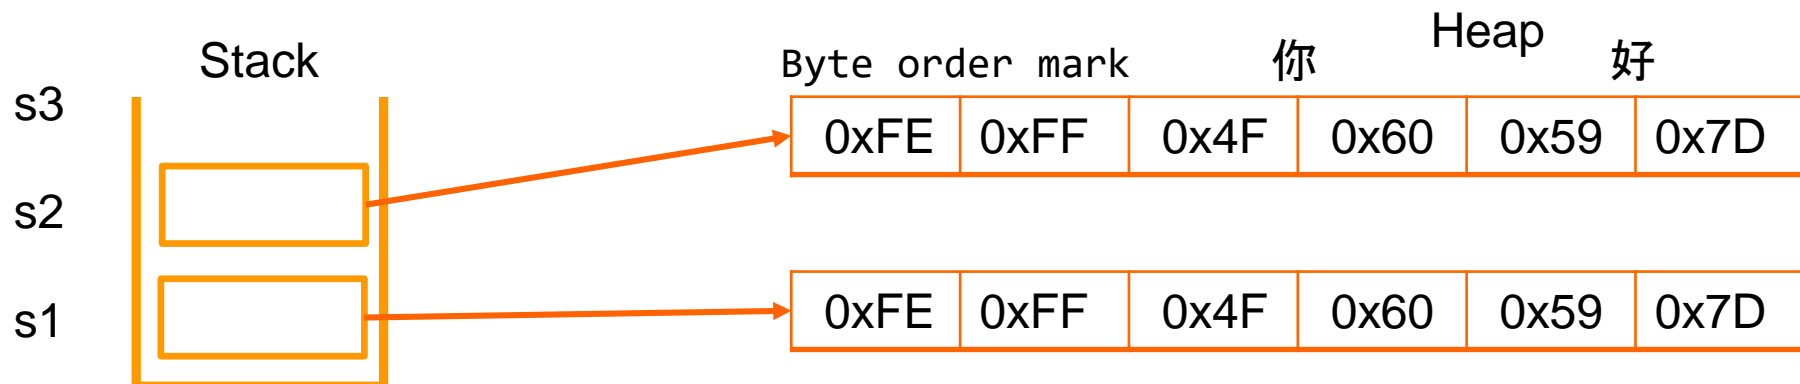 Stack
Heap
Byte order mark 你 好
s3
0xFE 0xFF 0x4F 0x60 0x59 0x7D
s2
s1
0xFE 0xFF 0x4F 0x60 0x59 0x7D